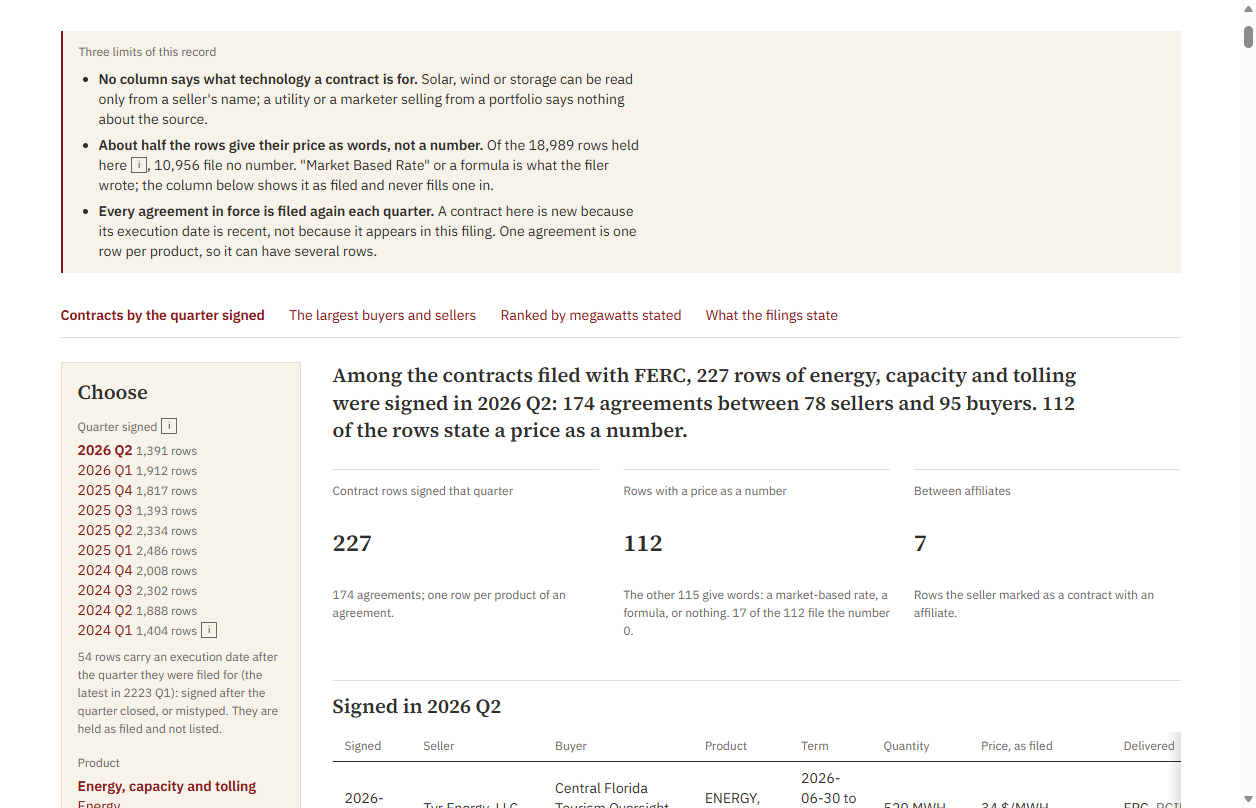 Three limits of this record
No column says what technology a contract is for. Solar, wind or storage can be read
only from a seller's name; a utility or a marketer selling from a portfolio says nothing
about the source.
About half the rows give their price as words, not a number. Of the 18,989 rows held
here i, 10,956 file no number. "Market Based Rate" or a formula is what the filer
wrote; the column below shows it as filed and never fills one in.
Every agreement in force is filed again each quarter. A contract here is new because
its execution date is recent, not because it appears in this filing. One agreement is one
row per product, so it can have several rows.
Contracts by the quarter signed The largest buyers and sellers Ranked by megawatts stated What the filings state
Choose
Quarter signed i
2026 Q2 1,391 rows
2026 Q1 1,912 rows
2025 Q4 1,817 rows
2025 Q3 1,393 rows
2025 Q2 2,334 rows
2025 Q1 2,486 rows
2024 Q4 2,008 rows
2024 Q3 2,302 rows
2024 Q2 1,888 rows
2024 Q1 1,404 rows i
54 rows carry an execution date after
the quarter they were filed for (the
latest in 2223 Q1): signed after the
quarter closed, or mistyped. They are
held as filed and not listed.
Product
Energy, capacity and tolling
Energy
Among the contracts filed with FERC, 227 rows of energy, capacity and tolling
were signed in 2026 Q2: 174 agreements between 78 sellers and 95 buyers. 112
of the rows state a price as a number.
Contract rows signed that quarter
227
174 agreements; one row per product of an
agreement.
Rows with a price as a number
112
The other 115 give words: a market-based rate, a
formula, or nothing. 17 of the 112 file the number
0.
Between affiliates
7
Rows the seller marked as a contract with an
affiliate.
Signed in 2026 Q2
Signed Seller Buyer Product Term Quantity Price, as filed Delivered
2026-
Tyr Energy, LLC
Central Florida
Tourism Oversight
ENERGY,
2026-
06-30 to
520 MWH
34 $/MWH